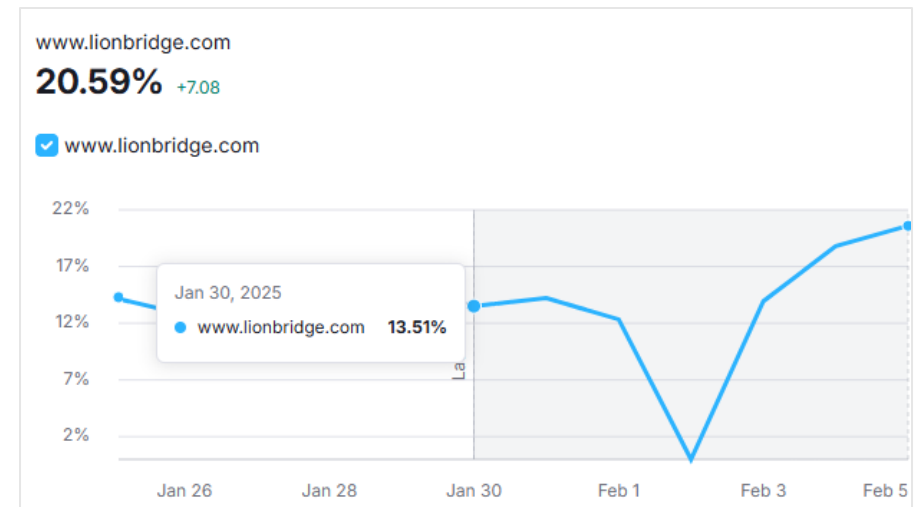 www.lionbridge.com
20.59% +7.08
www.lionbridge.com
22%
17%
12%
7%
2%
Jan 30, 2025
www.lionbridge.com 13.51%
La
Jan 26 Jan 28 Jan 30 Feb 1 Feb 3 Feb 5